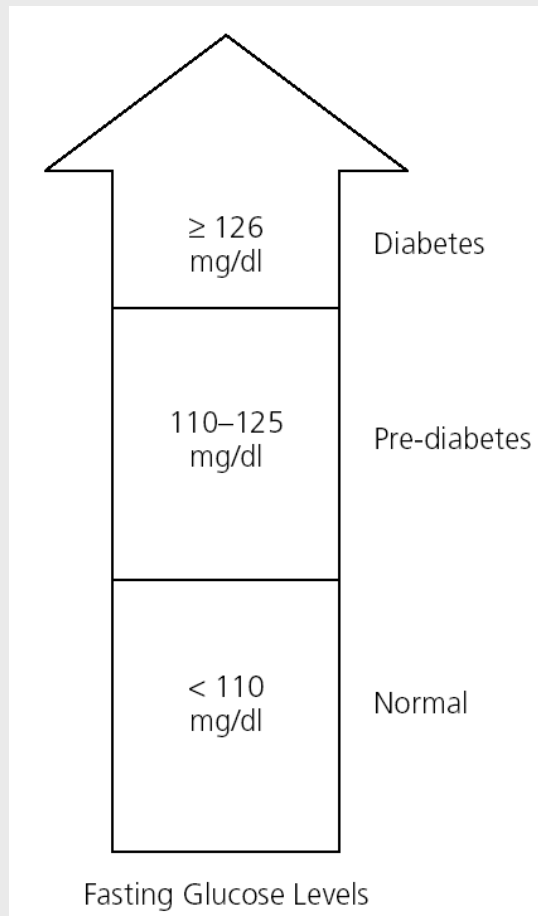 ≥ 126
mg/dl
Diabetes
110–125
mg/dl
Pre-diabetes
< 110
mg/dl
Normal
Fasting Glucose Levels